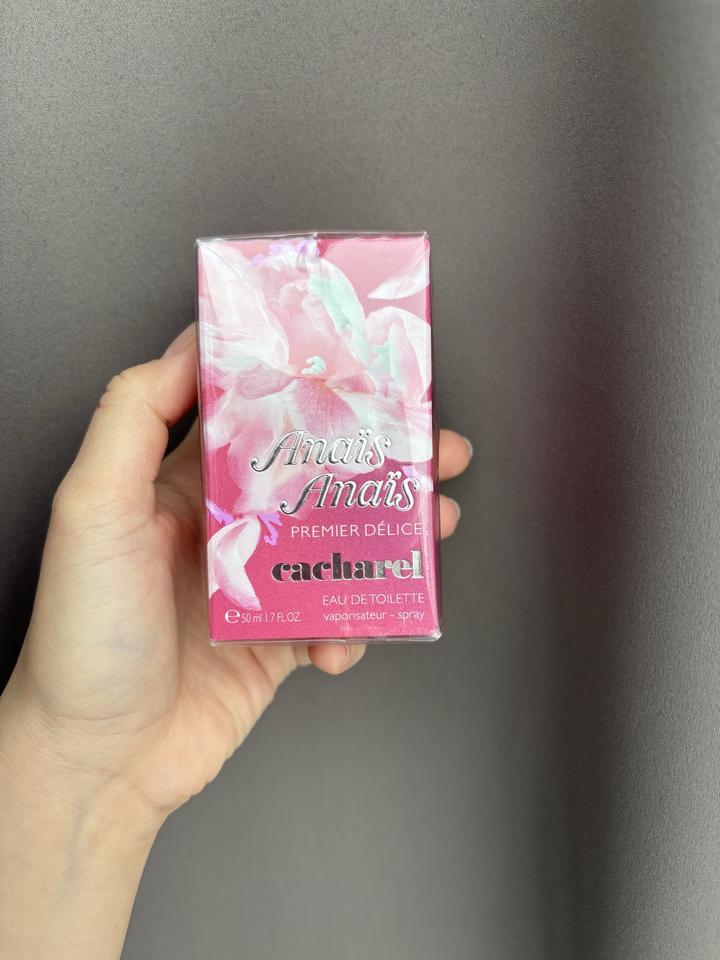 Anaïs
Anaïs
PREMIER DÉLICE
cacharel
EAU DE TOILETTE
℮ 50 ml 1.7 FL.OZ vaporisateur - spray